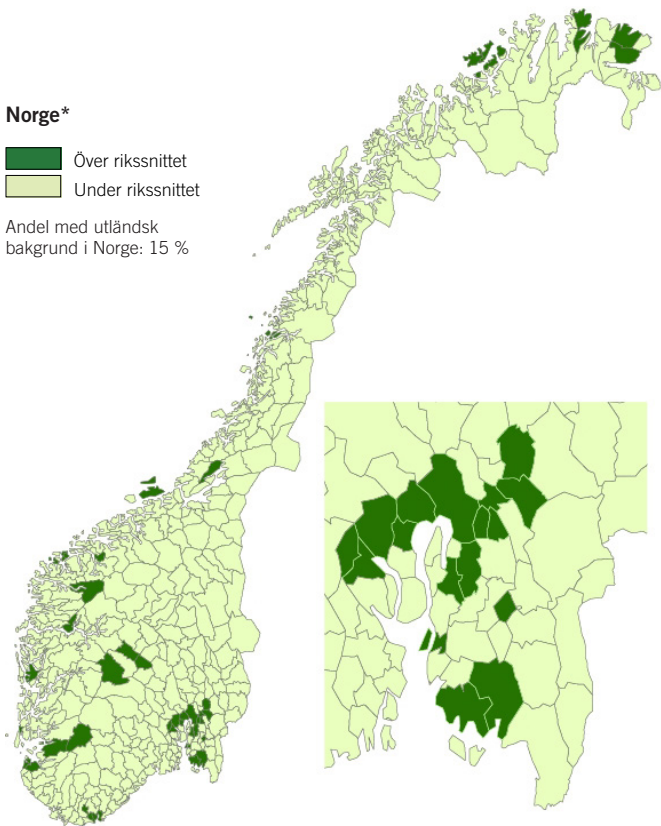 Norge*
Över rikssnittet
Under rikssnittet
Andel med utländsk
bakgrund i Norge: 15 %